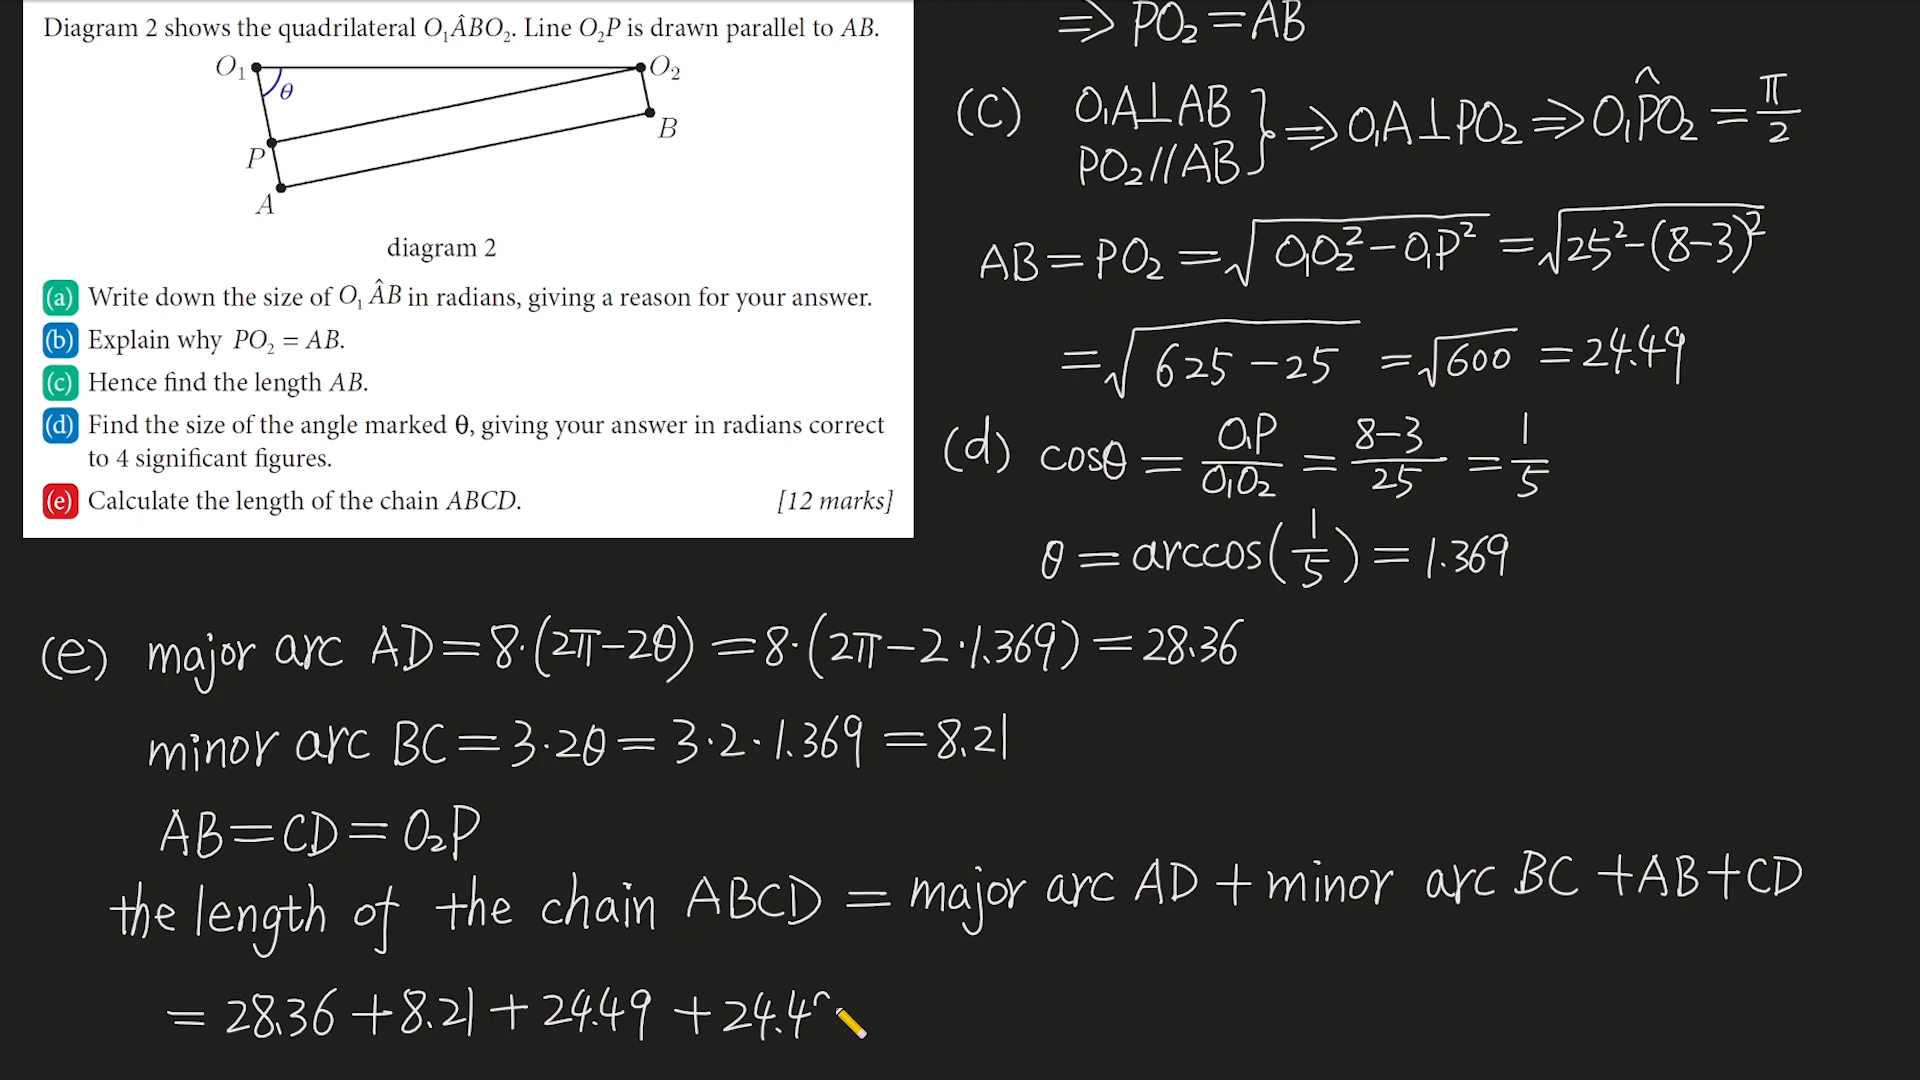 Diagram 2 shows the quadrilateral O₁ÂBO₂. Line O₂P is drawn parallel to AB.
O₁
θ
O₂
B
P
A
diagram 2
(a) Write down the size of O₁ÂB in radians, giving a reason for your answer.
(b) Explain why PO₂ = AB.
(c) Hence find the length AB.
(d) Find the size of the angle marked θ, giving your answer in radians correct
to 4 significant figures.
(e) Calculate the length of the chain ABCD. [12 marks]
⇒ PO₂ = AB
(C) O₁A⊥AB
PO₂//AB } ⇒ O₁A⊥PO₂ ⇒ O₁P̂O₂ = π/2
AB = PO₂ = √(O₁O₂² − O₁P²) = √(25² − (8−3)²)
= √(625 − 25) = √600 = 24.49
(d) cosθ = O₁P/O₁O₂ = (8−3)/25 = 1/5
θ = arccos(1/5) = 1.369
(e) major arc AD = 8·(2π−2θ) = 8·(2π−2·1.369) = 28.36
minor arc BC = 3·2θ = 3·2·1.369 = 8.21
AB = CD = O₂P
the length of the chain ABCD = major arc AD + minor arc BC + AB + CD
= 28.36 + 8.21 + 24.49 + 24.4